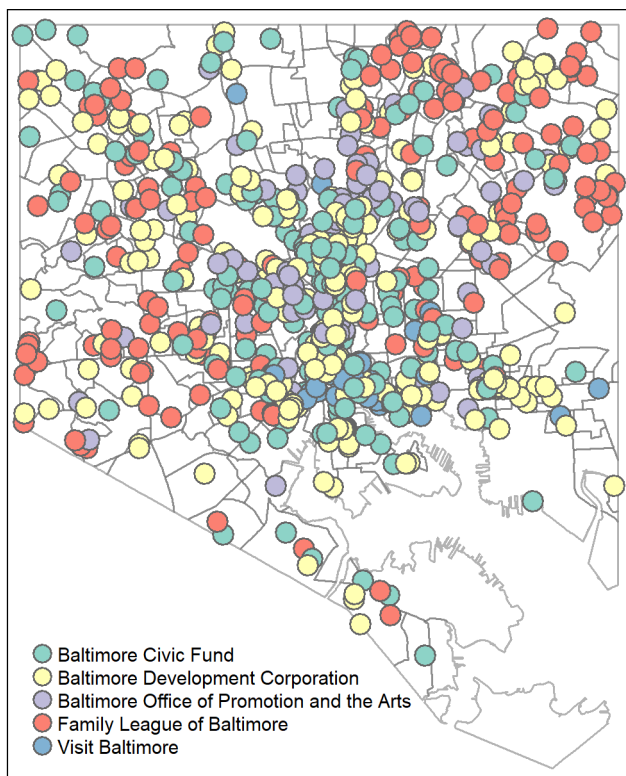 Baltimore Civic Fund
Baltimore Development Corporation
Baltimore Office of Promotion and the Arts
Family League of Baltimore
Visit Baltimore